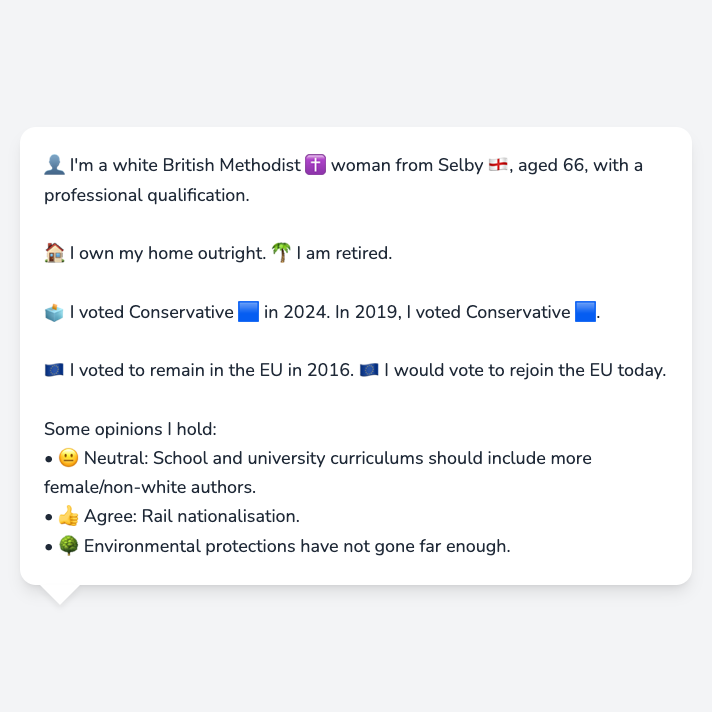 👤 I'm a white British Methodist ✝️ woman from Selby 🏴󠁧󠁢󠁥󠁮󠁧󠁿, aged 66, with a
professional qualification.
🏠 I own my home outright. 🌴 I am retired.
🗳️ I voted Conservative 🟦 in 2024. In 2019, I voted Conservative 🟦.
🇪🇺 I voted to remain in the EU in 2016. 🇪🇺 I would vote to rejoin the EU today.
Some opinions I hold:
• 😐 Neutral: School and university curriculums should include more
female/non-white authors.
• 👍 Agree: Rail nationalisation.
• 🌳 Environmental protections have not gone far enough.